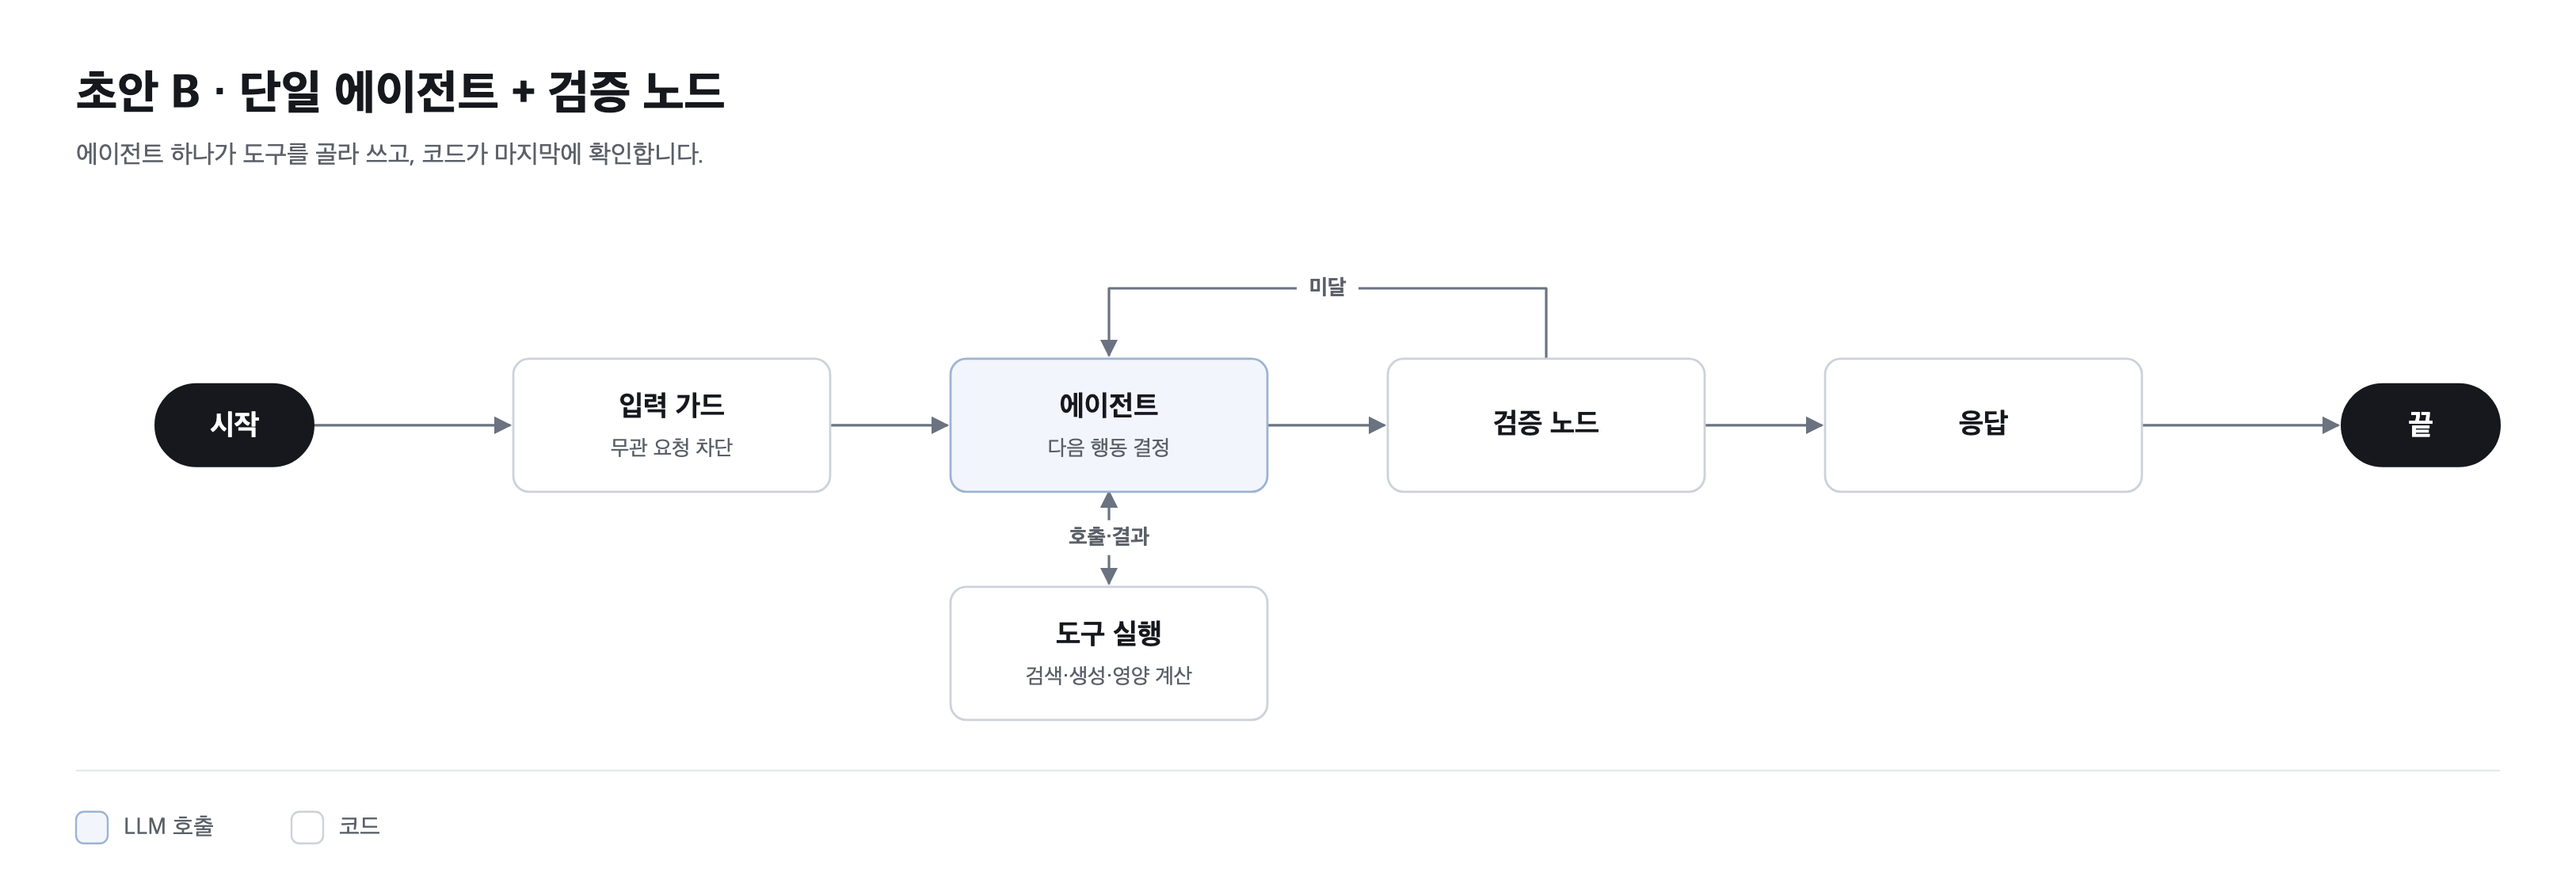 초안 B · 단일 에이전트 + 검증 노드
에이전트 하나가 도구를 골라 쓰고, 코드가 마지막에 확인합니다.
미달
시작
입력 가드
무관 요청 차단
에이전트
다음 행동 결정
검증 노드
응답
끝
호출·결과
도구 실행
검색·생성·영양 계산
LLM 호출
코드